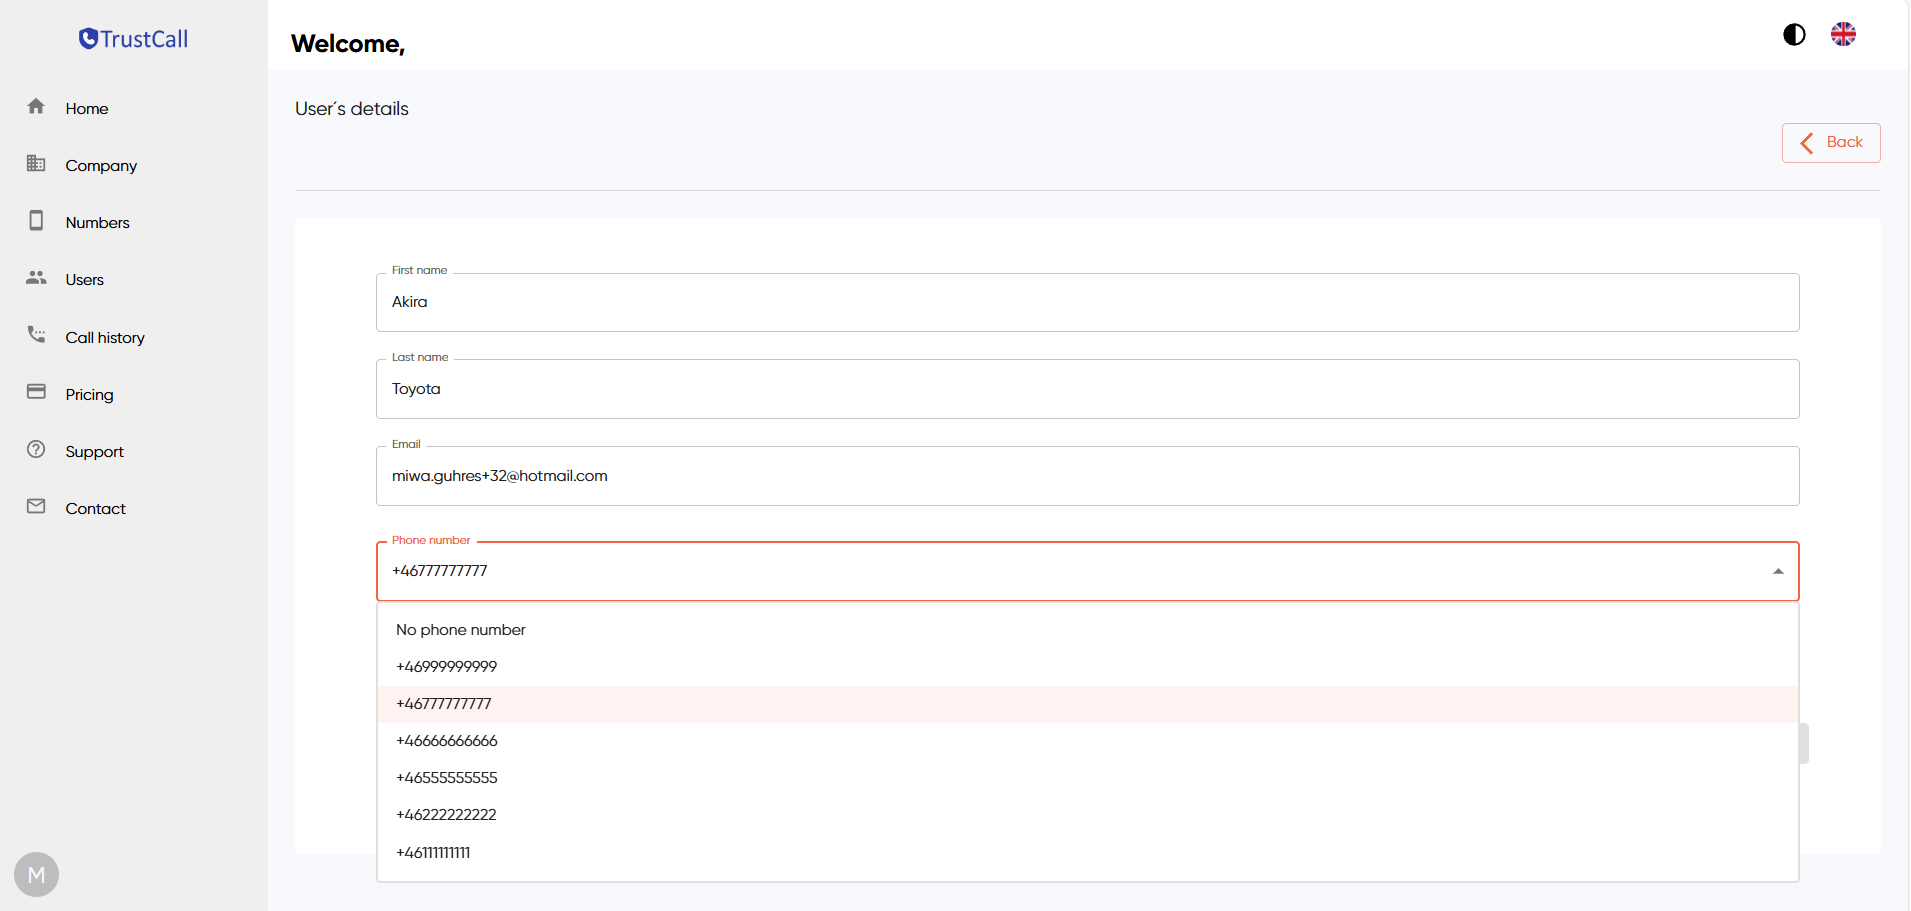 TrustCall
Home
Company
Numbers
Users
Call history
Pricing
Support
Contact
M
Welcome,
User´s details
Back
First name
Akira
Last name
Toyota
Email
miwa.guhres+32@hotmail.com
Phone number
+46777777777
No phone number
+46999999999
+46777777777
+46666666666
+46555555555
+46222222222
+46111111111